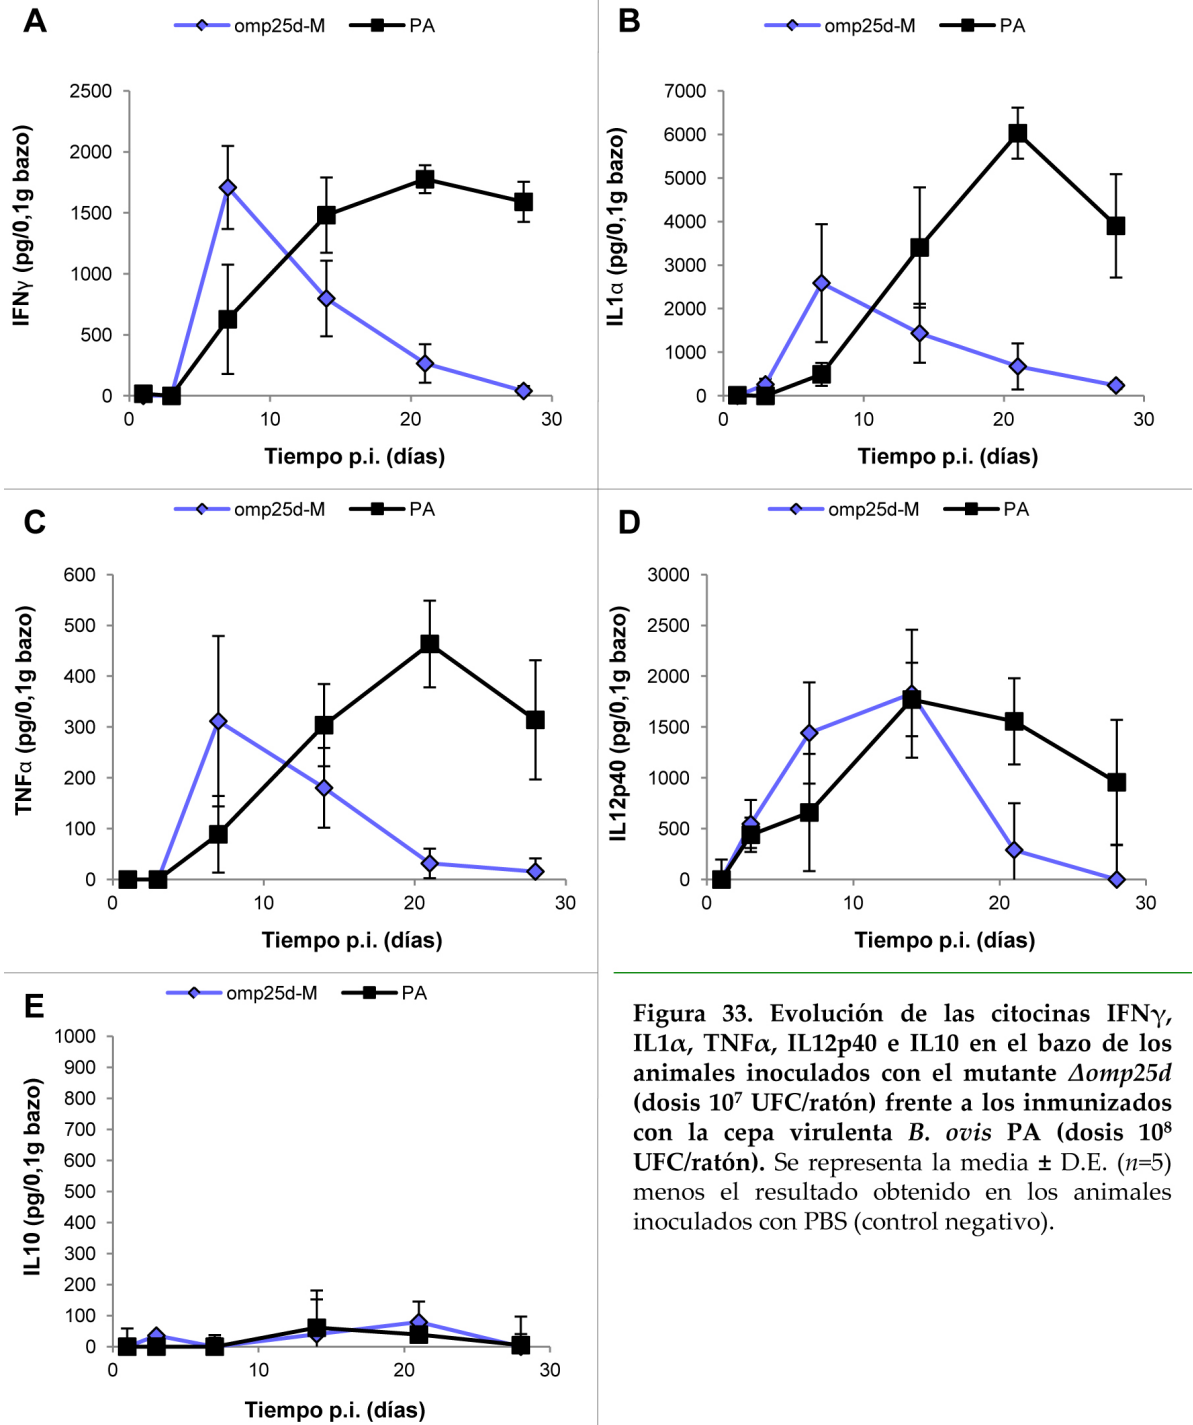 A
omp25d-M
PA
IFNγ (pg/0,1g bazo)
2500
2000
1500
1000
500
0
0
10
20
30
Tiempo p.i. (días)
B
omp25d-M
PA
IL1α (pg/0,1g bazo)
7000
6000
5000
4000
3000
2000
1000
0
0
10
20
30
Tiempo p.i. (días)
C
omp25d-M
PA
TNFα (pg/0,1g bazo)
600
500
400
300
200
100
0
0
10
20
30
Tiempo p.i. (días)
D
omp25d-M
PA
IL12p40 (pg/0,1g bazo)
3000
2500
2000
1500
1000
500
0
0
10
20
30
Tiempo p.i. (días)
E
omp25d-M
PA
IL10 (pg/0,1g bazo)
1000
900
800
700
600
500
400
300
200
100
0
0
10
20
30
Tiempo p.i. (días)
Figura 33. Evolución de las citocinas IFNγ,
IL1α, TNFα, IL12p40 e IL10 en el bazo de los
animales inoculados con el mutante Δomp25d
(dosis 10⁷ UFC/ratón) frente a los inmunizados
con la cepa virulenta B. ovis PA (dosis 10⁸
UFC/ratón). Se representa la media ± D.E. (n=5)
menos el resultado obtenido en los animales
inoculados con PBS (control negativo).